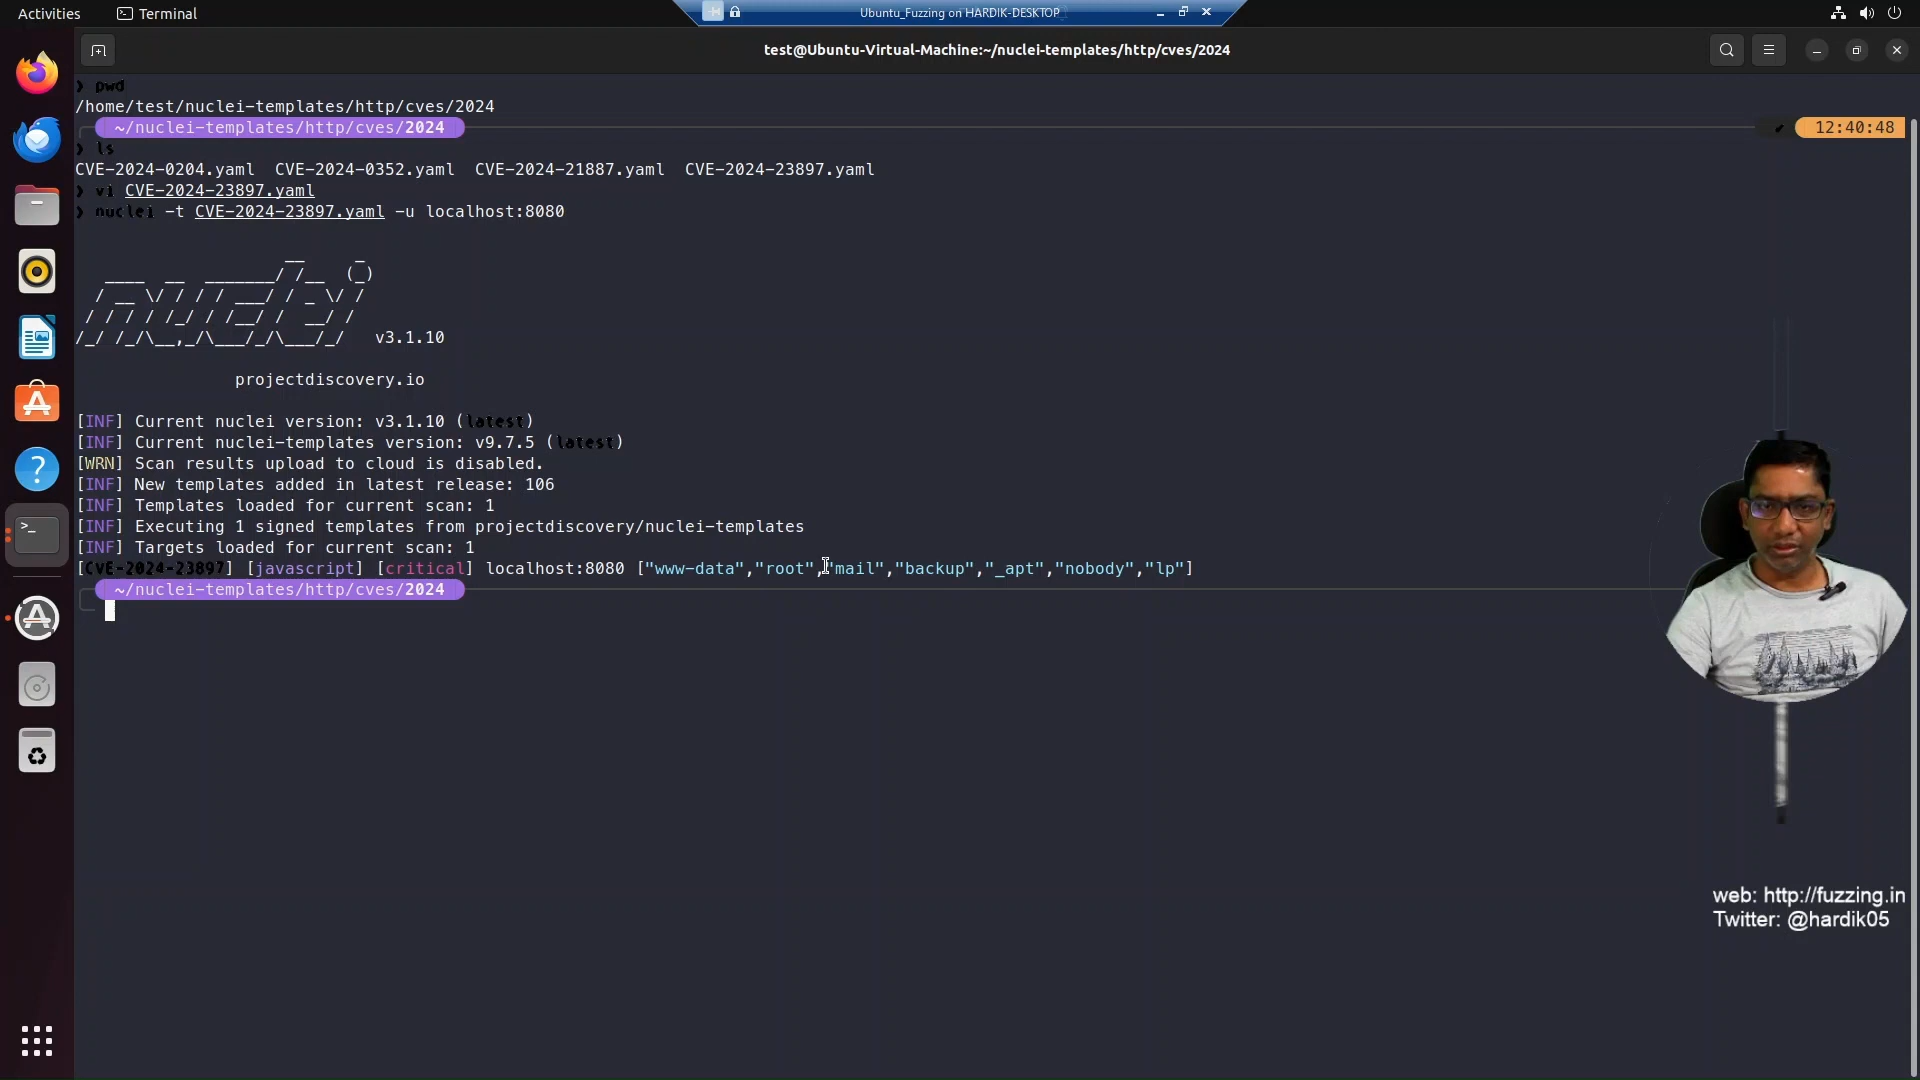 Activities
Terminal
Ubuntu_Fuzzing on HARDIK-DESKTOP
test@Ubuntu-Virtual-Machine:~/nuclei-templates/http/cves/2024
❯ pwd
/home/test/nuclei-templates/http/cves/2024
~/nuclei-templates/http/cves/2024
12:40:48
❯ ls
CVE-2024-0204.yaml  CVE-2024-0352.yaml  CVE-2024-21887.yaml  CVE-2024-23897.yaml
❯ vi CVE-2024-23897.yaml
❯ nuclei -t CVE-2024-23897.yaml -u localhost:8080
nuclei
v3.1.10
projectdiscovery.io
[INF] Current nuclei version: v3.1.10 (latest)
[INF] Current nuclei-templates version: v9.7.5 (latest)
[WRN] Scan results upload to cloud is disabled.
[INF] New templates added in latest release: 106
[INF] Templates loaded for current scan: 1
[INF] Executing 1 signed templates from projectdiscovery/nuclei-templates
[INF] Targets loaded for current scan: 1
[CVE-2024-23897] [javascript] [critical] localhost:8080 ["www-data","root","mail","backup","_apt","nobody","lp"]
~/nuclei-templates/http/cves/2024
web: http://fuzzing.in
Twitter: @hardik05